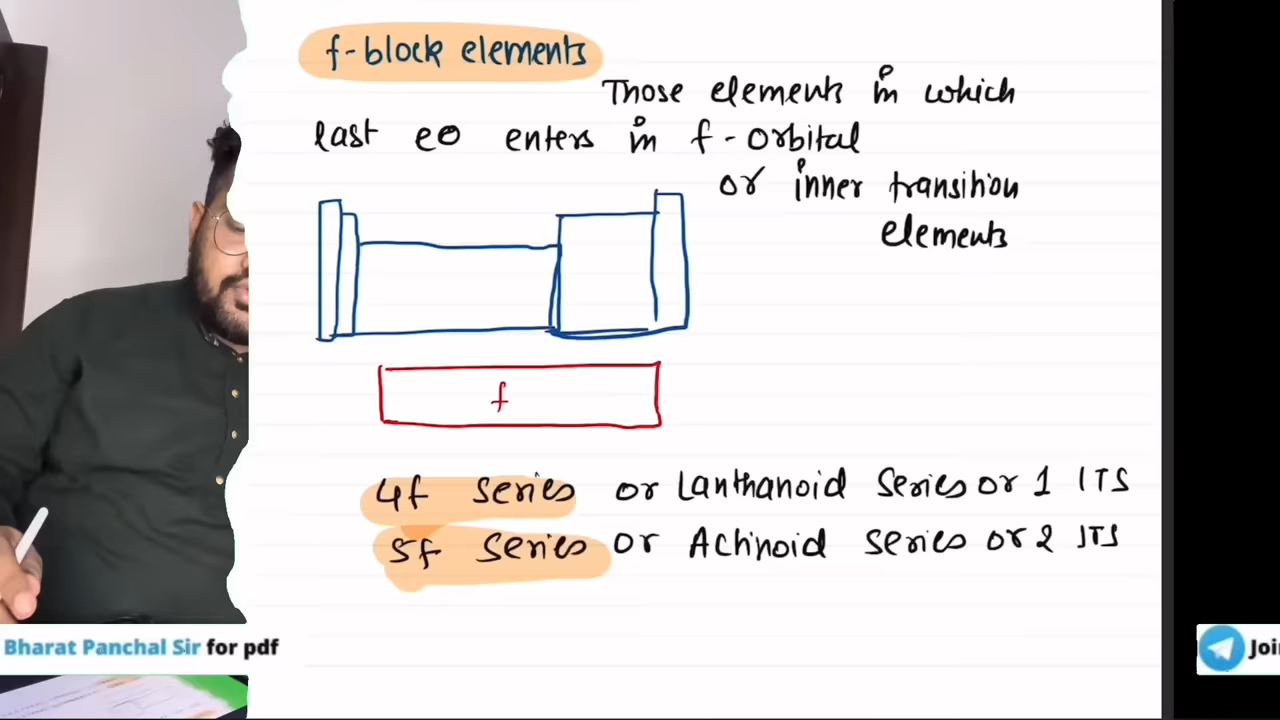 f-block elements
Those elements in which
last e⊖ enters in f-orbital
or inner transition
elements
f
4f series or Lanthanoid Series or 1 ITS
5f series or Actinoid series or 2 ITS
Bharat Panchal Sir for pdf
Joi